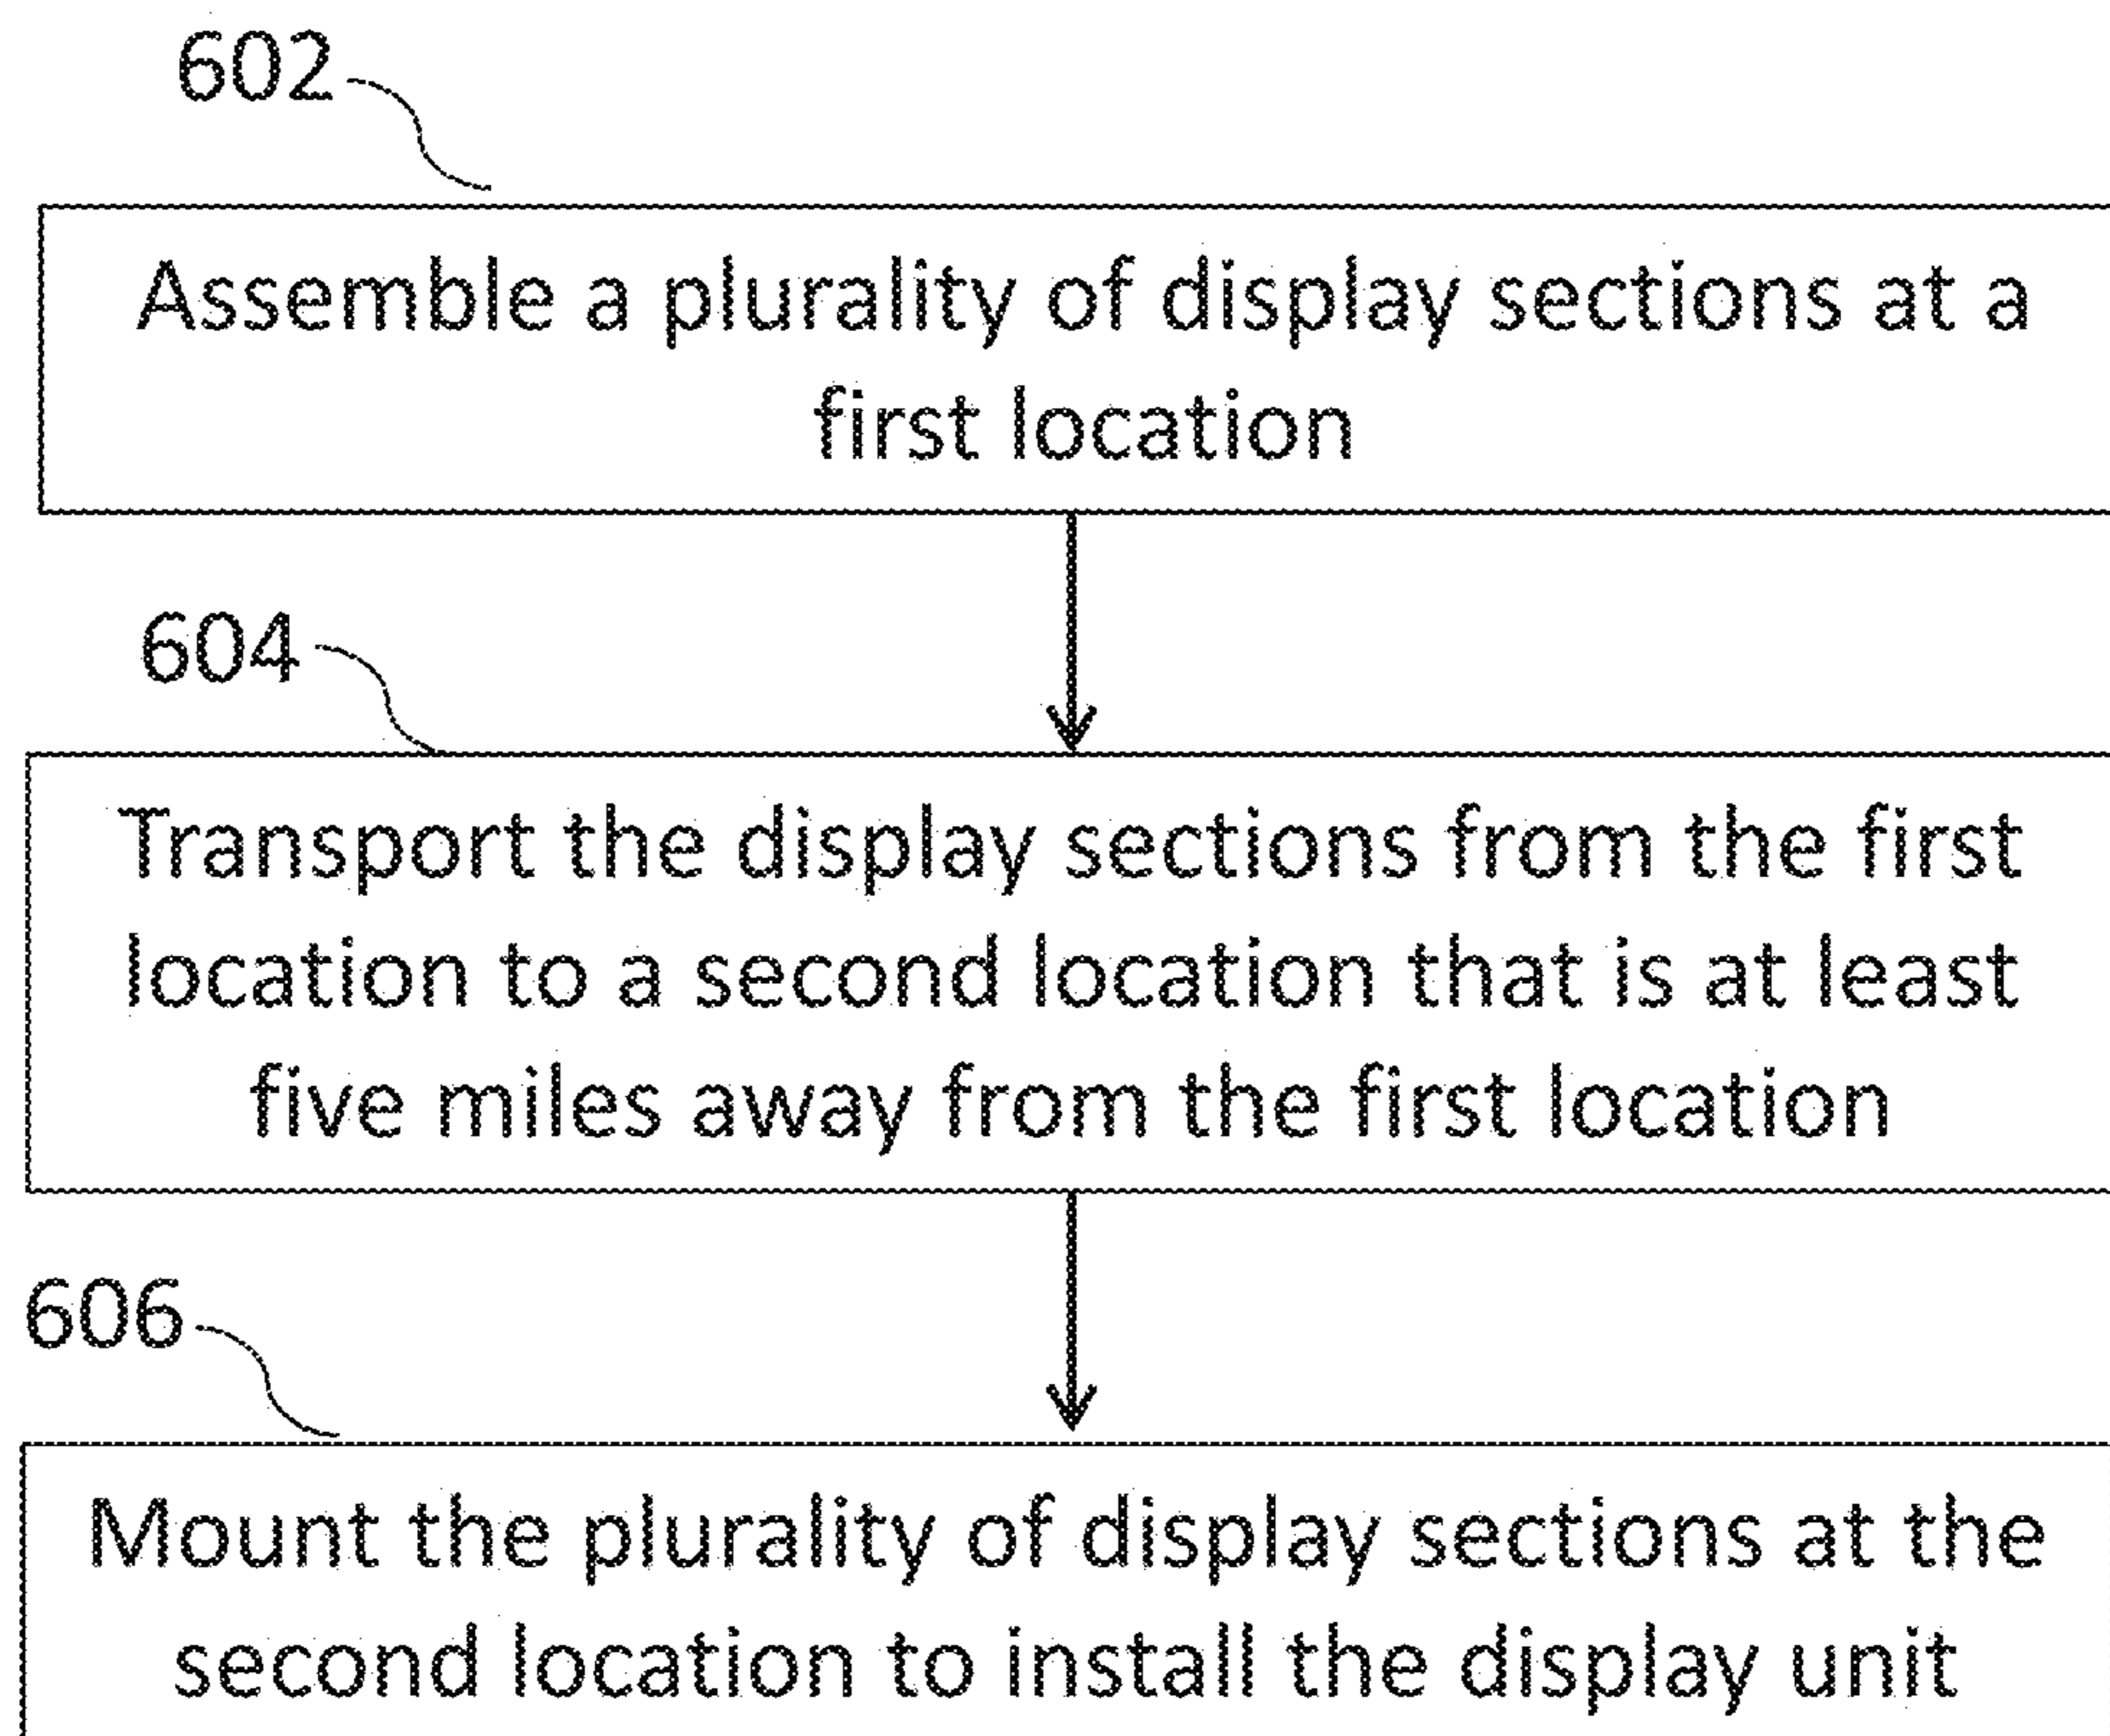 602
Assemble a plurality of display sections at a
first location
604
Transport the display sections from the first
location to a second location that is at least
five miles away from the first location
606
Mount the plurality of display sections at the
second location to install the display unit